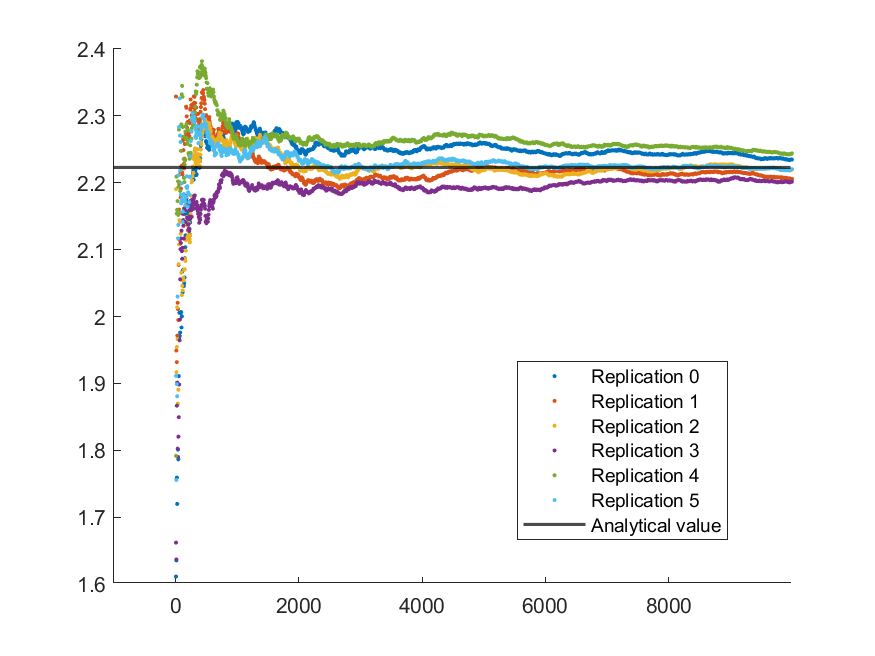 2.4
2.3
2.2
2.1
2
1.9
1.8
1.7
1.6
0
2000
4000
6000
8000
Replication 0
Replication 1
Replication 2
Replication 3
Replication 4
Replication 5
Analytical value